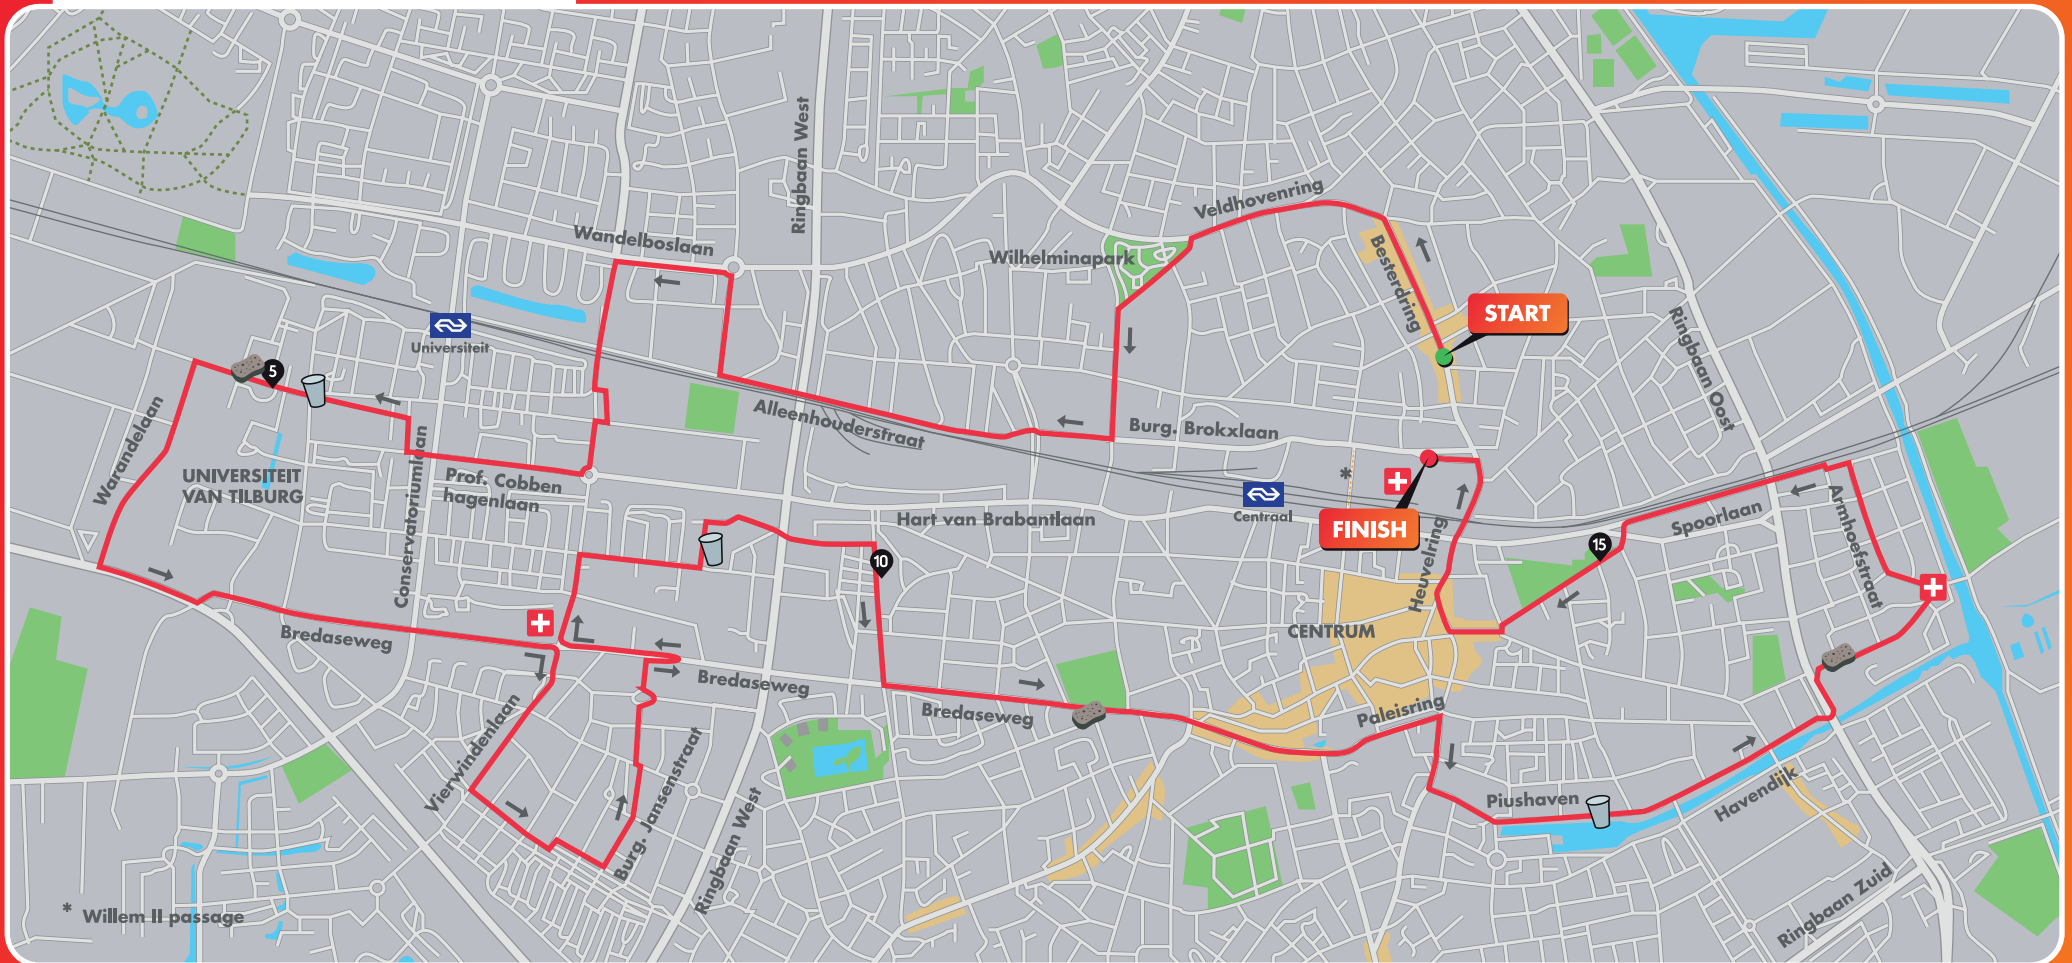 Ringbaan West
Veldhovenring
Wandelboslaan
Wilhelminapark
Besterdring
START
Ringbaan Oost
Universiteit
5
Warandelaan
Alleenhouderstraat
Burg. Brokxlaan
UNIVERSITEIT
VAN TILBURG
Prof. Cobben
hagenlaan
Conservatoriumlaan
*
Centraal
Hart van Brabantlaan
FINISH
Heuvelring
Spoorlaan
Armhoefstraat
15
10
Bredaseweg
CENTRUM
Bredaseweg
Bredaseweg
Paleisring
Vierwindenlaan
Burg. Jansenstraat
Ringbaan West
Piushaven
Havendijk
Ringbaan Zuid
* Willem II passage